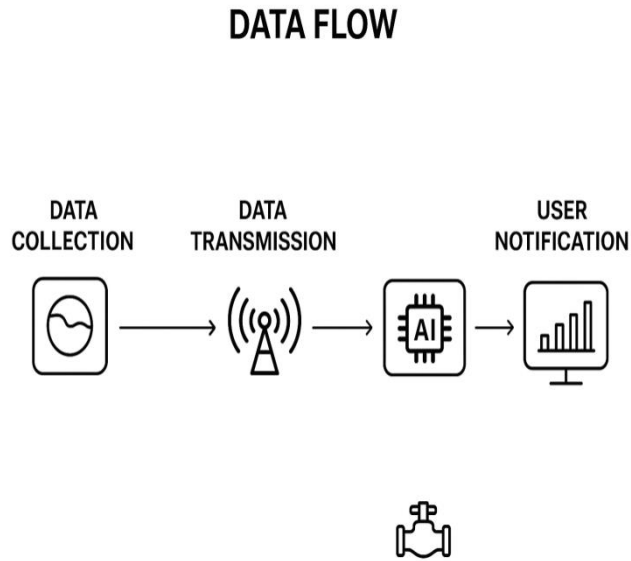 DATA FLOW
DATA
COLLECTION
DATA
TRANSMISSION
USER
NOTIFICATION
AI